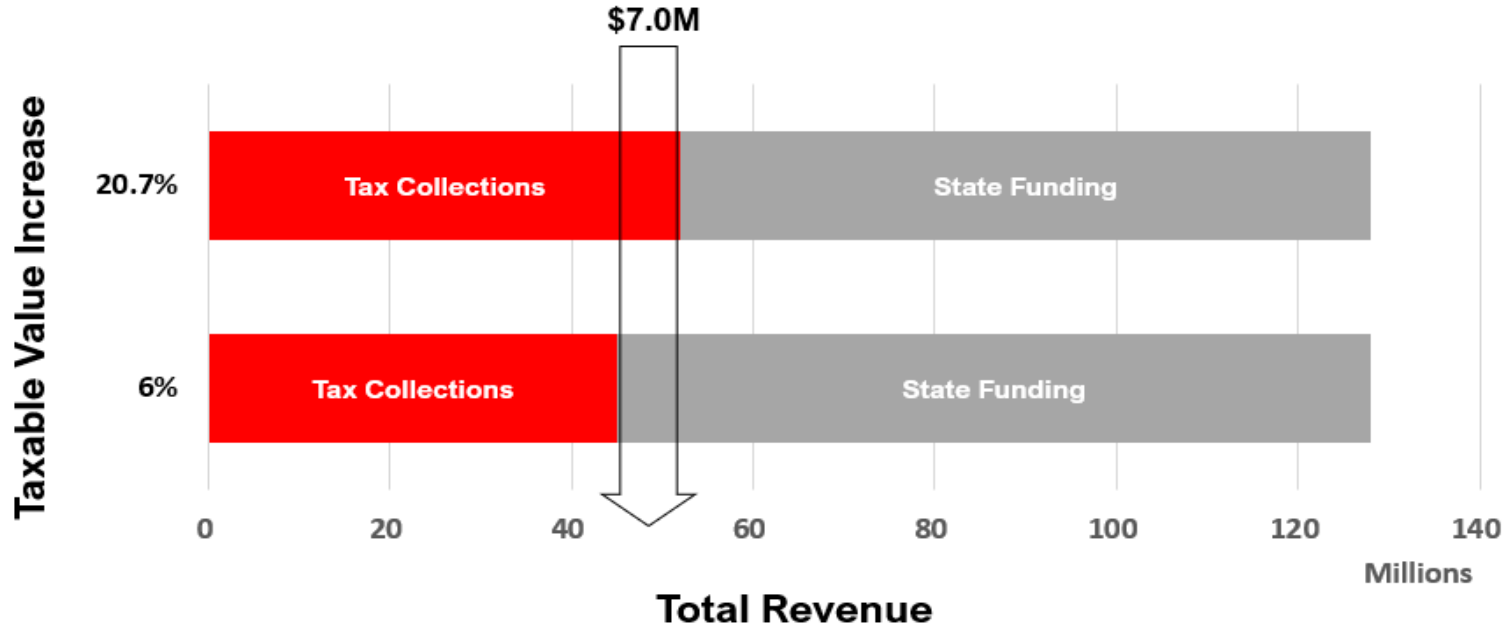 $7.0M
Taxable Value Increase
20.7%
Tax Collections
State Funding
6%
Tax Collections
State Funding
0 20 40 60 80 100 120 140
Millions
Total Revenue